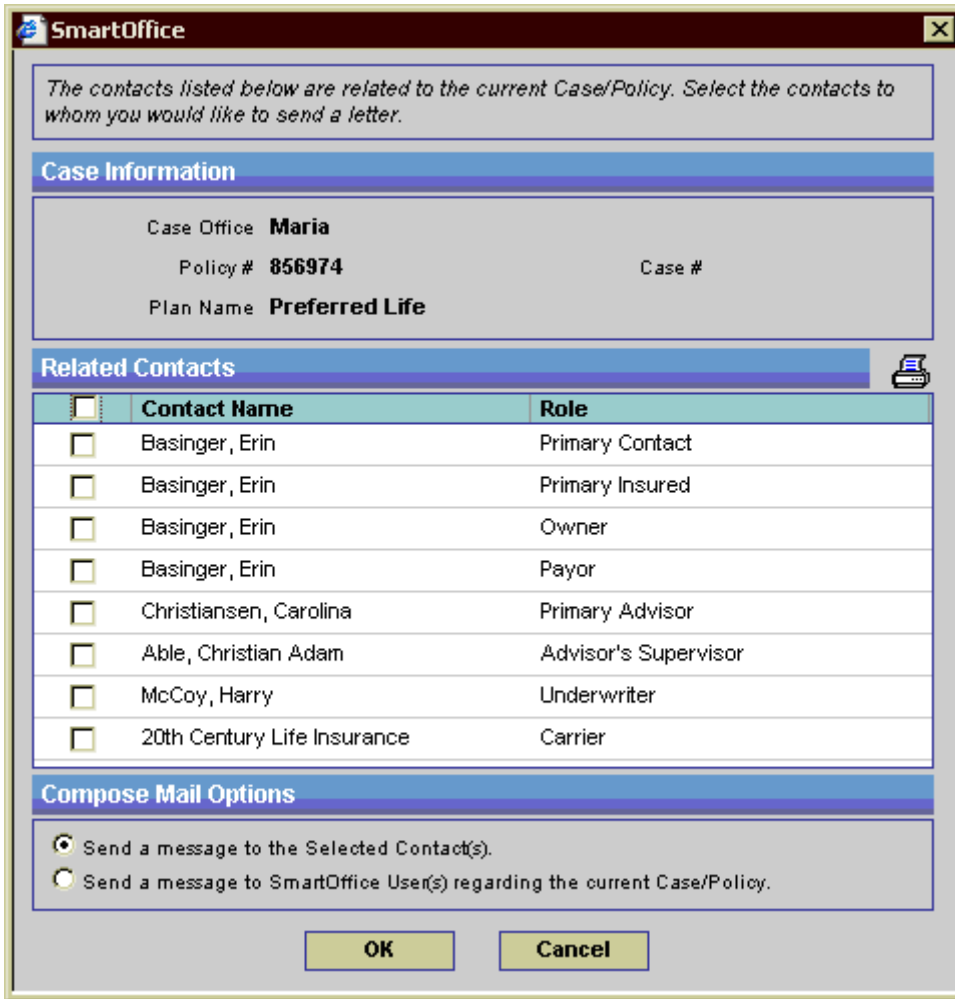 SmartOffice
The contacts listed below are related to the current Case/Policy. Select the contacts to
whom you would like to send a letter.
Case Information
Case Office Maria
Policy # 856974 Case #
Plan Name Preferred Life
Related Contacts
Contact Name Role
Basinger, Erin Primary Contact
Basinger, Erin Primary Insured
Basinger, Erin Owner
Basinger, Erin Payor
Christiansen, Carolina Primary Advisor
Able, Christian Adam Advisor's Supervisor
McCoy, Harry Underwriter
20th Century Life Insurance Carrier
Compose Mail Options
Send a message to the Selected Contact(s).
Send a message to SmartOffice User(s) regarding the current Case/Policy.
OK Cancel